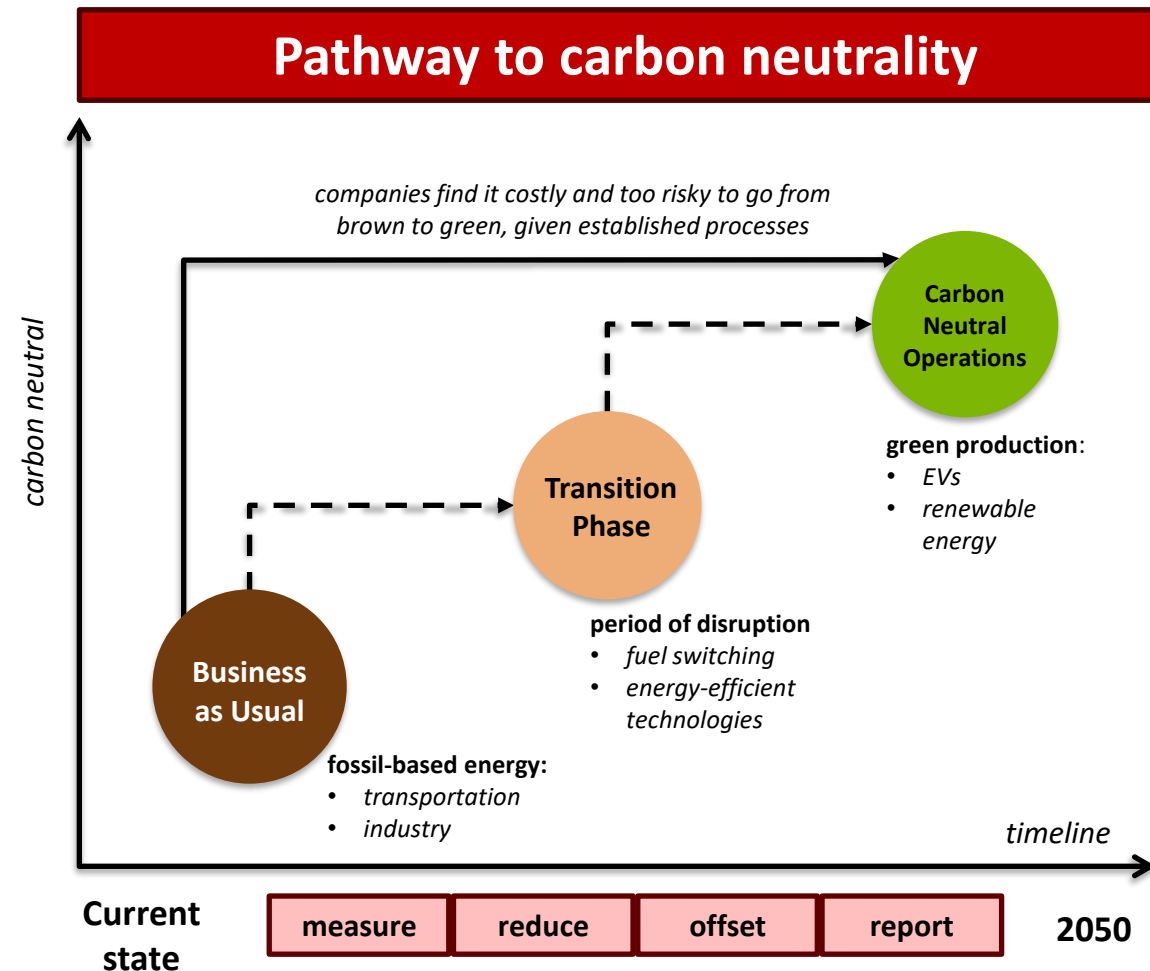 Pathway to carbon neutrality
companies find it costly and too risky to go from
brown to green, given established processes
carbon neutral
Carbon
Neutral
Operations
green production:
• EVs
• renewable
energy
Transition
Phase
period of disruption
• fuel switching
• energy-efficient
technologies
Business
as Usual
fossil-based energy:
• transportation
• industry
timeline
Current
state
measure
reduce
offset
report
2050